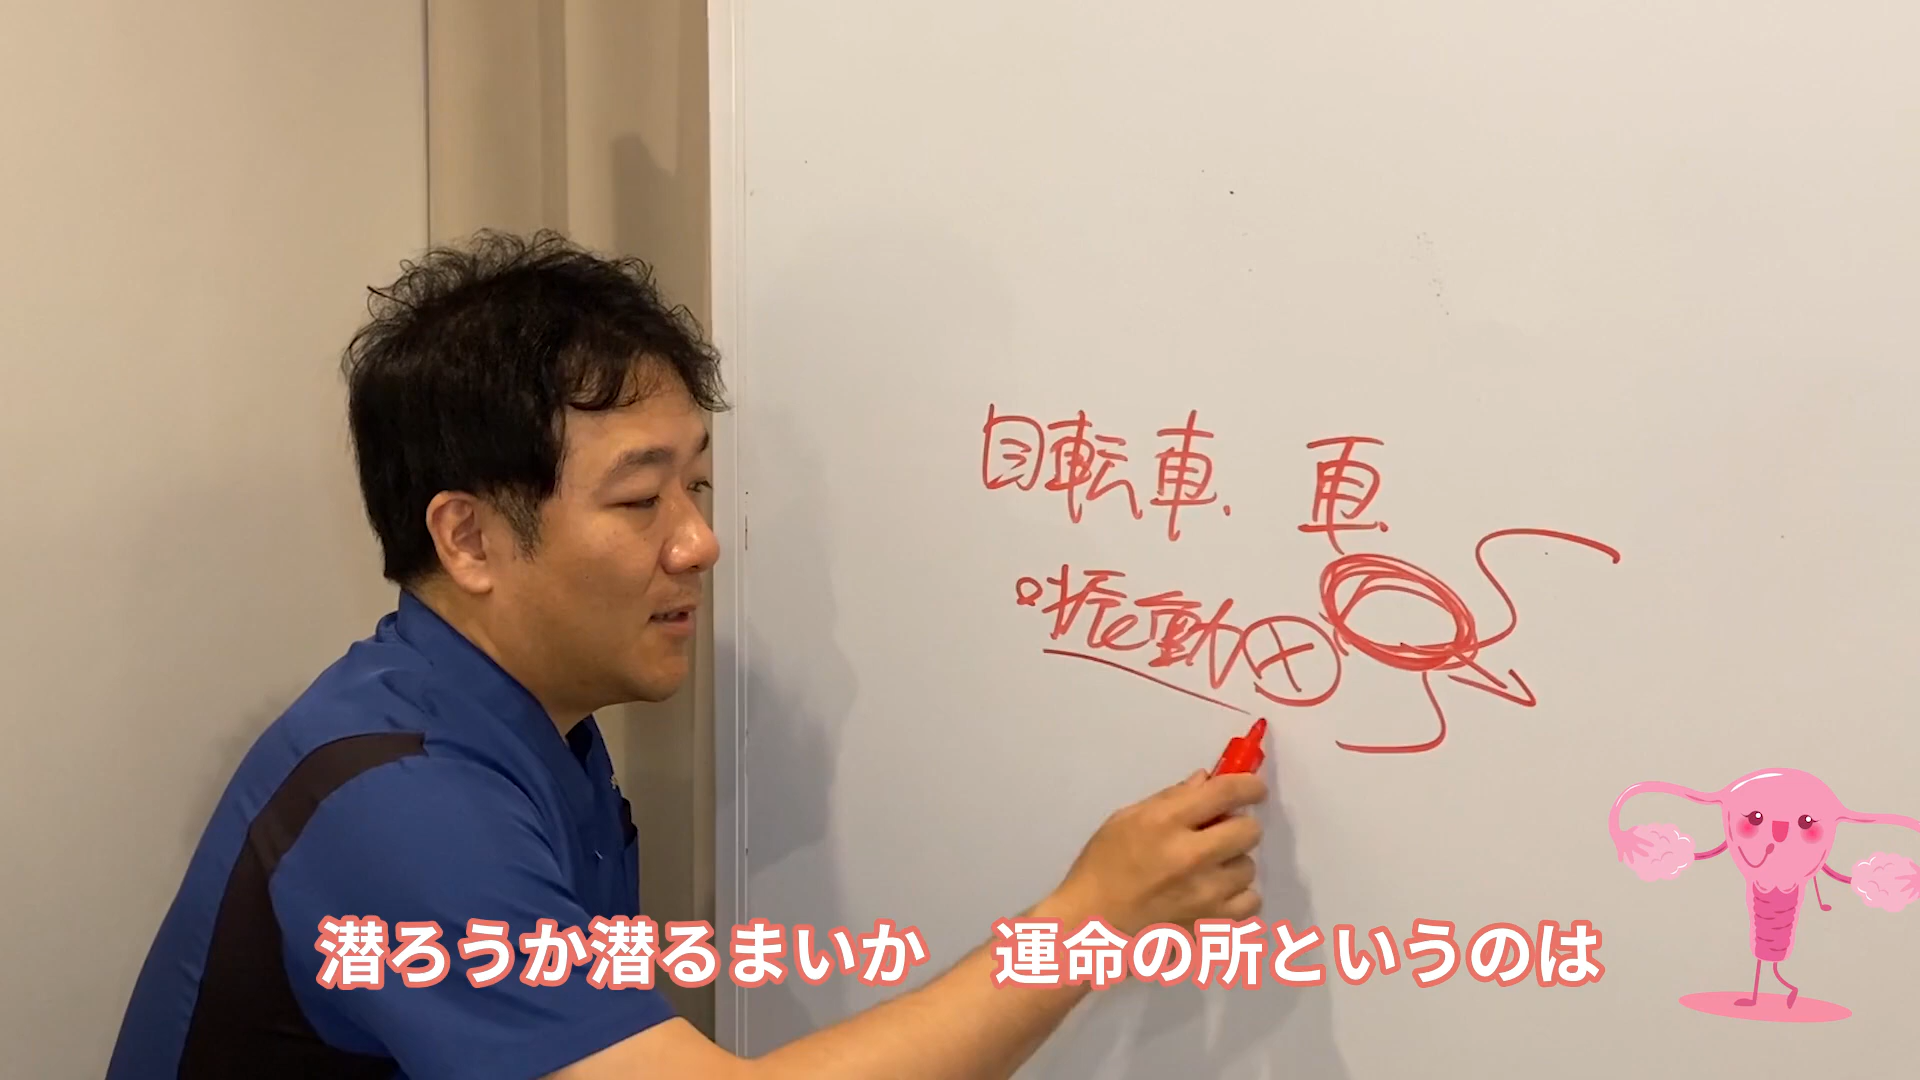 自転車. 車.
振動
潜ろうか潜るまいか 運命の所というのは